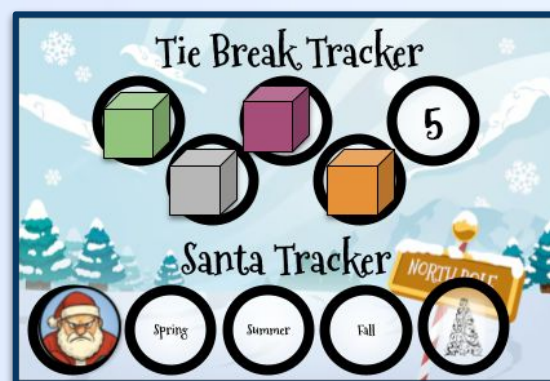 Tie Break Tracker
5
Santa Tracker
NORTH POLE
Spring
Summer
Fall